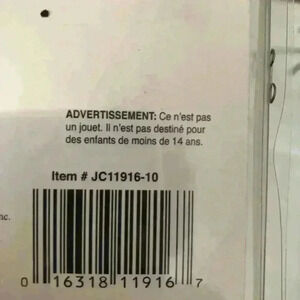 ADVERTISSEMENT: Ce n'est pas
un jouet. Il n'est pas destiné pour
des enfants de moins de 14 ans.
Item # JC11916-10
nc.
0 16318 11916 7